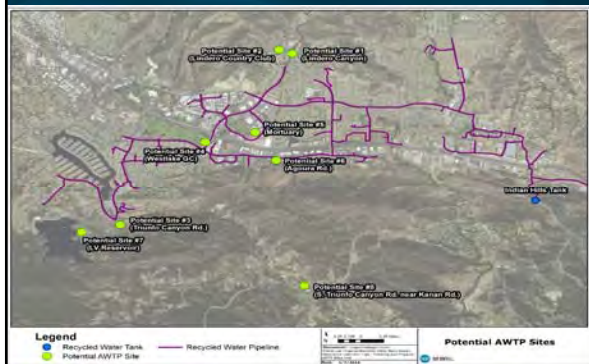 Potential Site #2
(Lindero Country Club)
Potential Site #1
(Lindero Canyon)
Potential Site #5
(Mortuary)
Potential Site #4
(Westlake GC)
Potential Site #6
(Agoura Rd.)
Indian Hills Tank
Potential Site #3
(Triunfo Canyon Rd.)
Potential Site #7
(LV Reservoir)
Potential Site #8
(S. Triunfo Canyon Rd. near Kanan Rd.)
Legend
Recycled Water Tank
Recycled Water Pipeline
Potential AWTP Site
Potential AWTP Sites